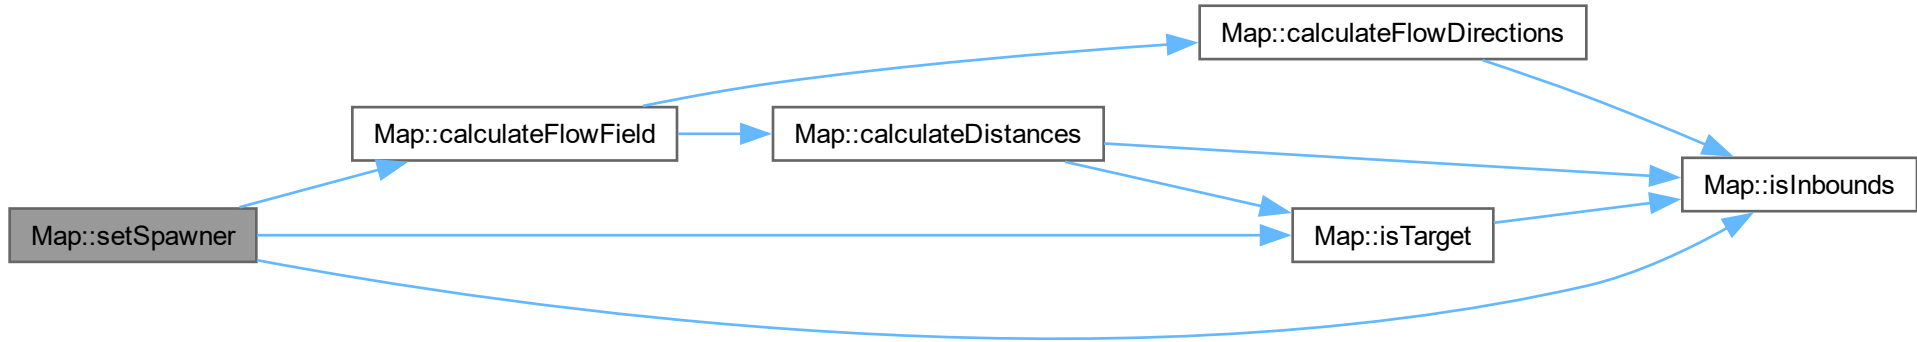 Map::calculateFlowDirections
Map::calculateFlowField
Map::calculateDistances
Map::isInbounds
Map::setSpawner
Map::isTarget